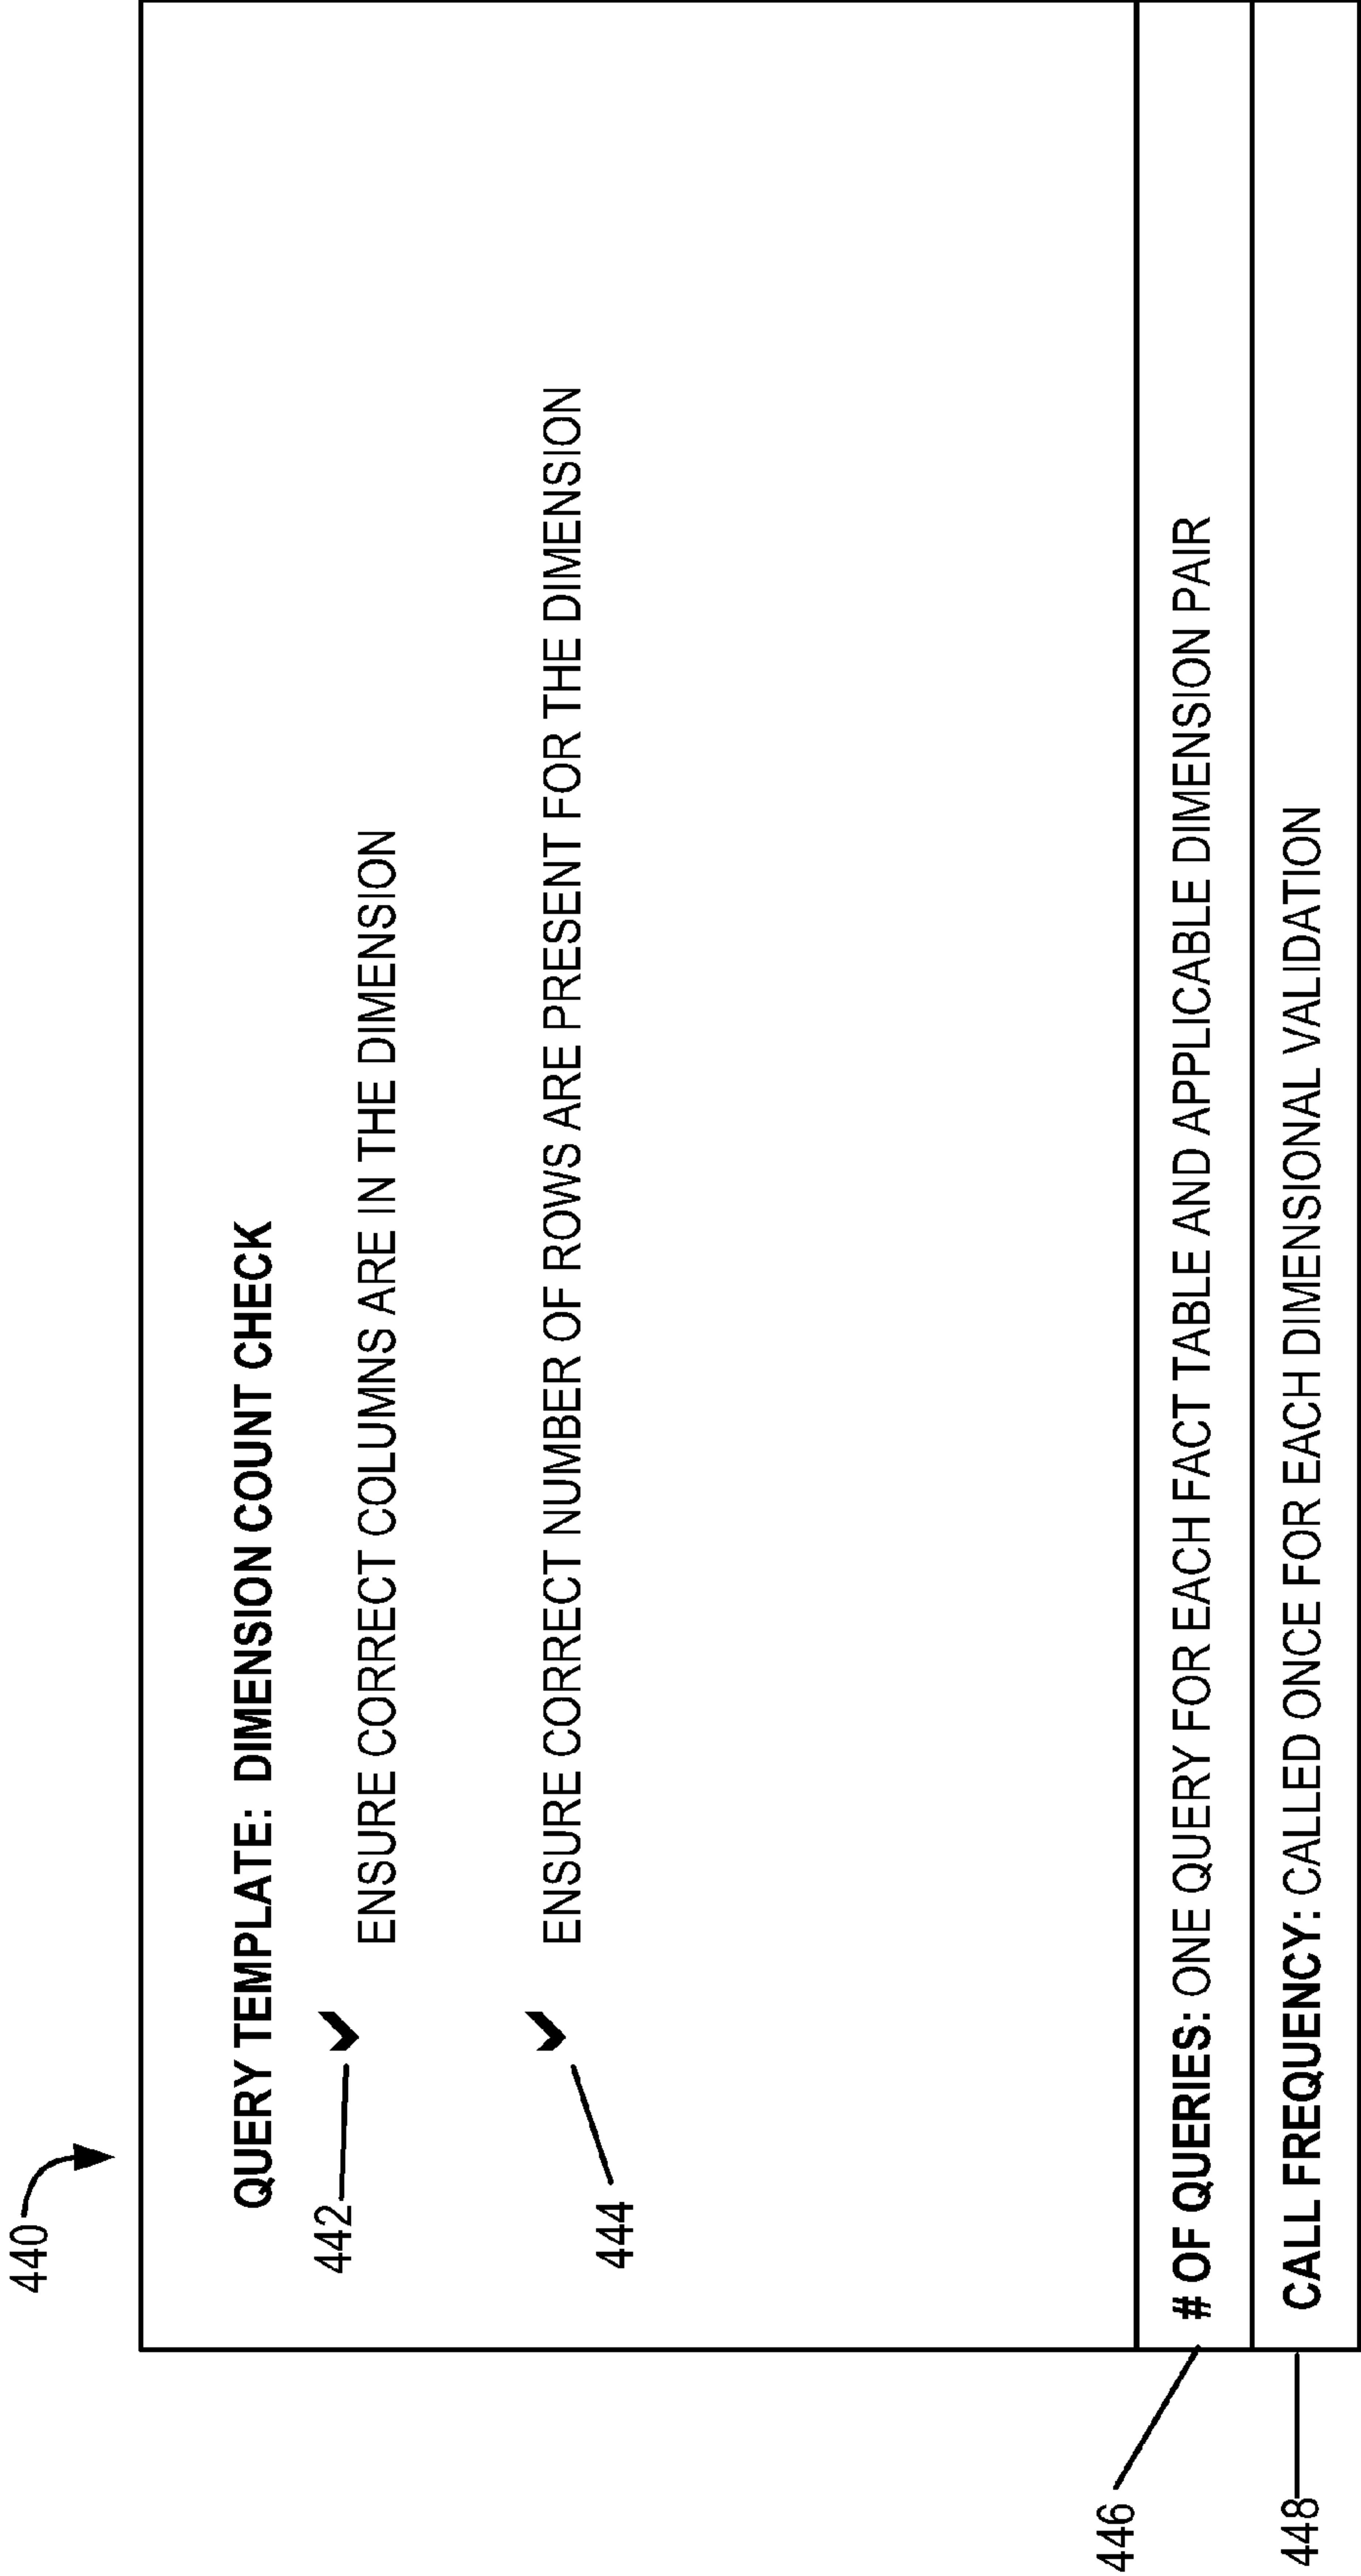 440
QUERY TEMPLATE: DIMENSION COUNT CHECK
442
ENSURE CORRECT COLUMNS ARE IN THE DIMENSION
444
ENSURE CORRECT NUMBER OF ROWS ARE PRESENT FOR THE DIMENSION
446
# OF QUERIES: ONE QUERY FOR EACH FACT TABLE AND APPLICABLE DIMENSION PAIR
448
CALL FREQUENCY: CALLED ONCE FOR EACH DIMENSIONAL VALIDATION